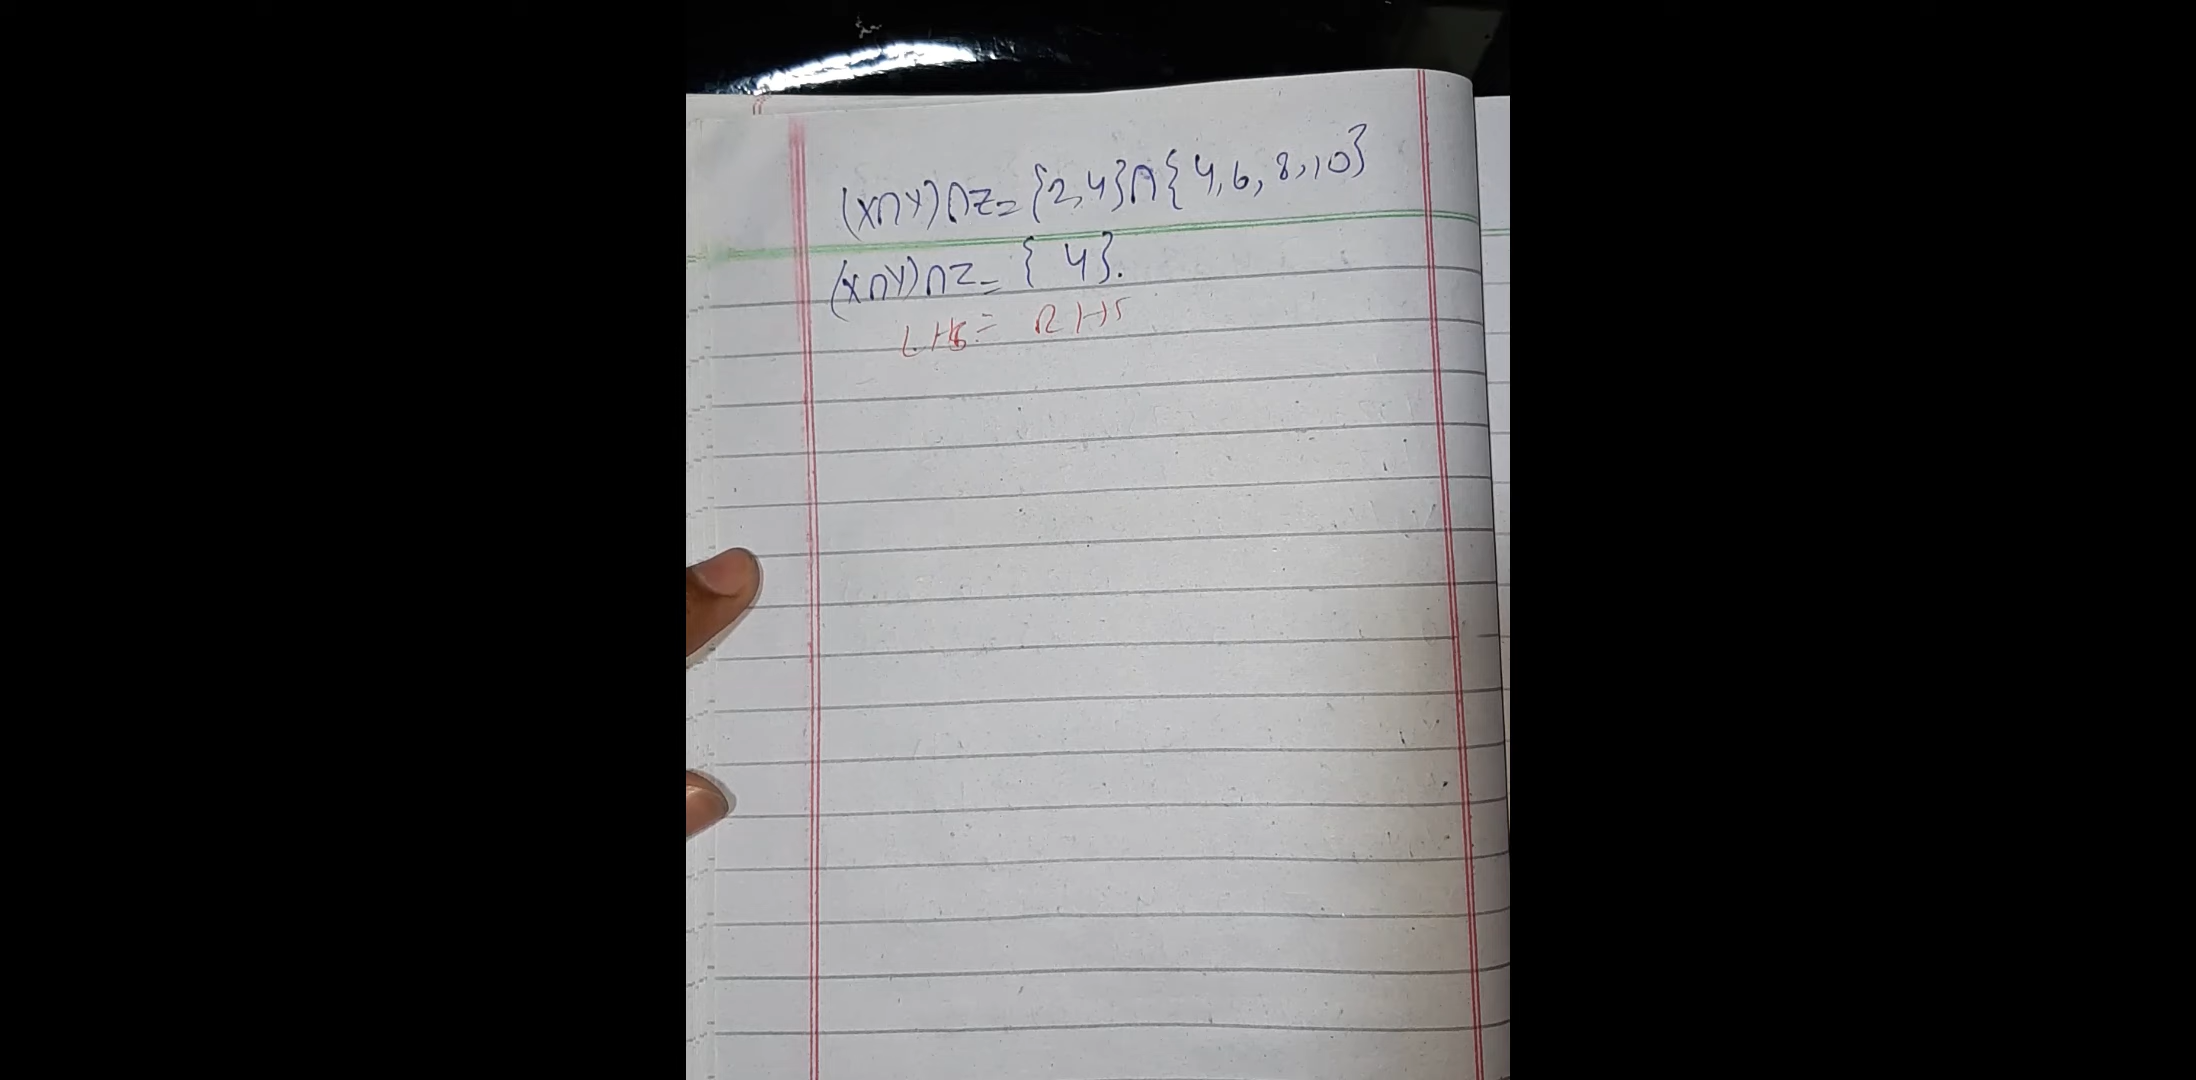 (X∩Y)∩Z= {2,4}∩{4,6,8,10}
(X∩Y)∩Z= {4}.
LHS= RHS